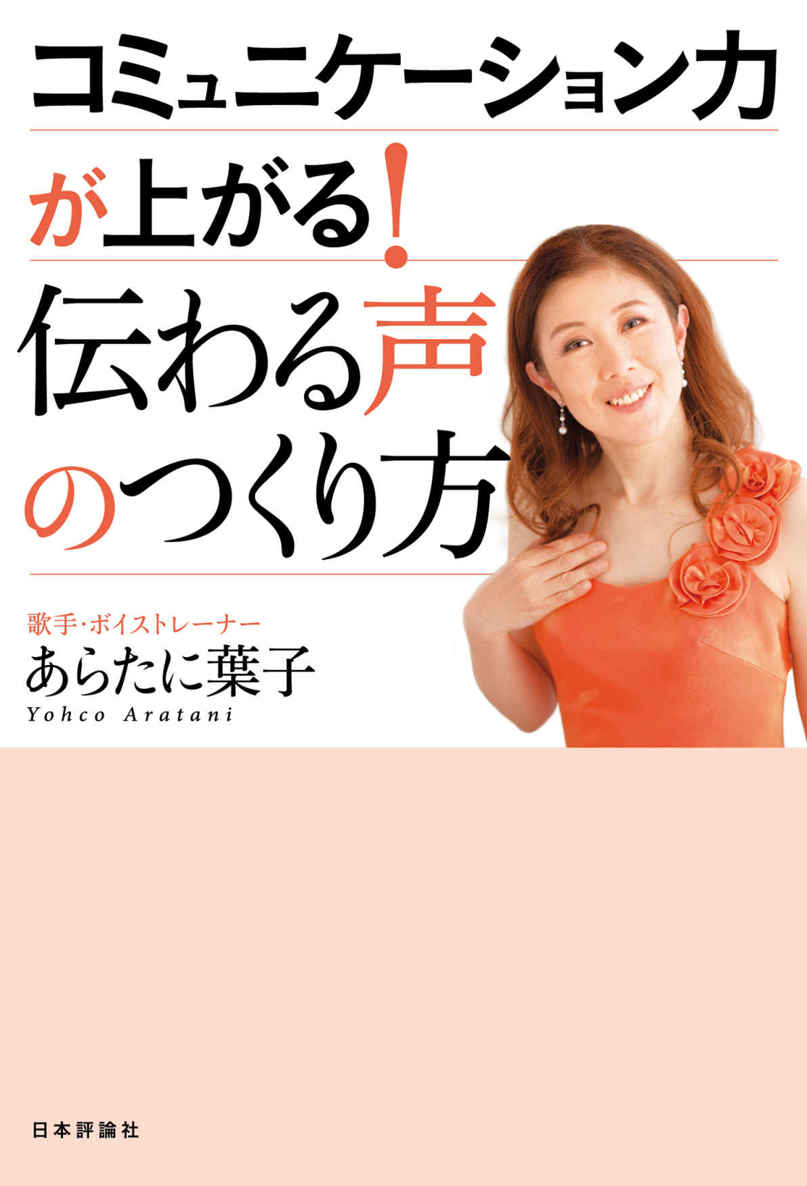 コミュニケーション力
が上がる!
伝わる声
のつくり方
歌手・ボイストレーナー
あらたに葉子
Yohco Aratani
日本評論社